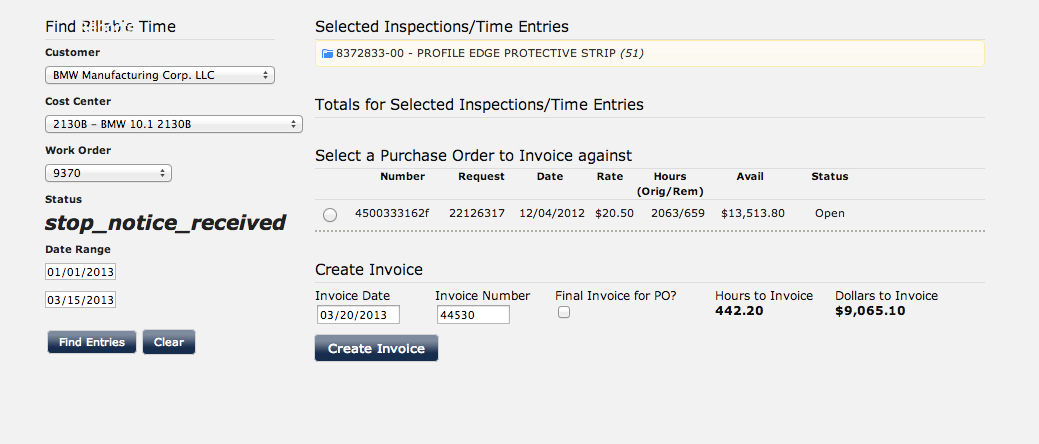 Find Billable Time
Customer
BMW Manufacturing Corp. LLC
Cost Center
2130B – BMW 10.1 2130B
Work Order
9370
Status
stop_notice_received
Date Range
01/01/2013
03/15/2013
Find Entries Clear
Selected Inspections/Time Entries
8372833-00 - PROFILE EDGE PROTECTIVE STRIP (51)
Totals for Selected Inspections/Time Entries
Select a Purchase Order to Invoice against
Number Request Date Rate Hours Avail Status
(Orig/Rem)
4500333162f 22126317 12/04/2012 $20.50 2063/659 $13,513.80 Open
Create Invoice
Invoice Date Invoice Number Final Invoice for PO? Hours to Invoice Dollars to Invoice
03/20/2013 44530 442.20 $9,065.10
Create Invoice